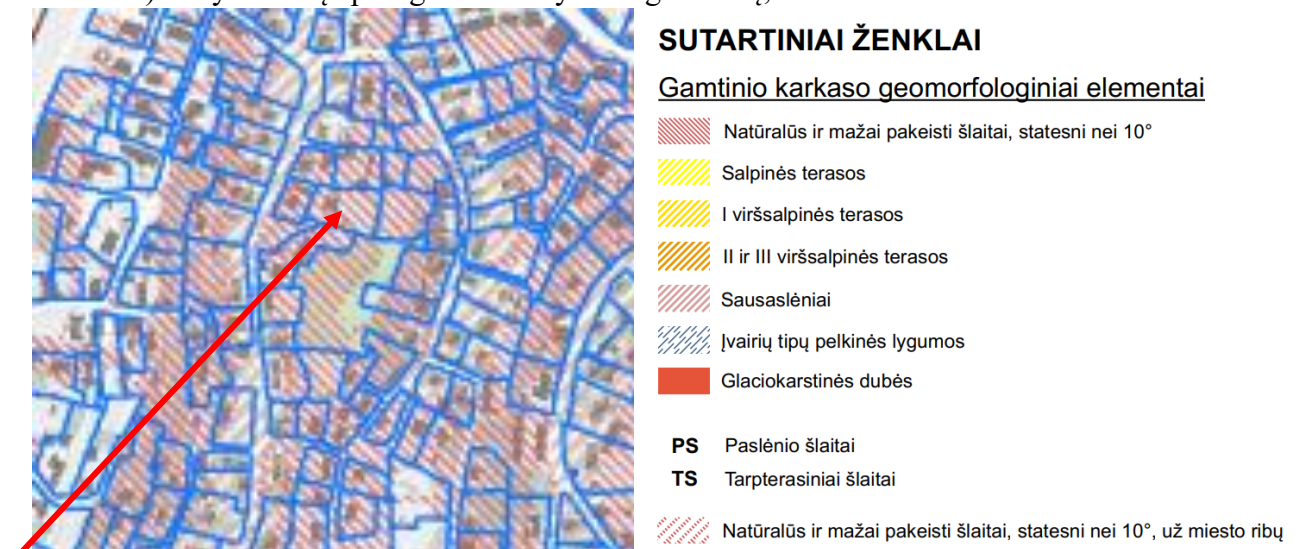 SUTARTINIAI ŽENKLAI
Gamtinio karkaso geomorfologiniai elementai
Natūralūs ir mažai pakeisti šlaitai, statesni nei 10°
Salpinės terasos
I viršsalpinės terasos
II ir III viršsalpinės terasos
Sausaslėniai
Įvairių tipų pelkinės lygumos
Glaciokarstinės dubės
PS Paslėnio šlaitai
TS Tarpterasiniai šlaitai
Natūralūs ir mažai pakeisti šlaitai, statesni nei 10°, už miesto ribų